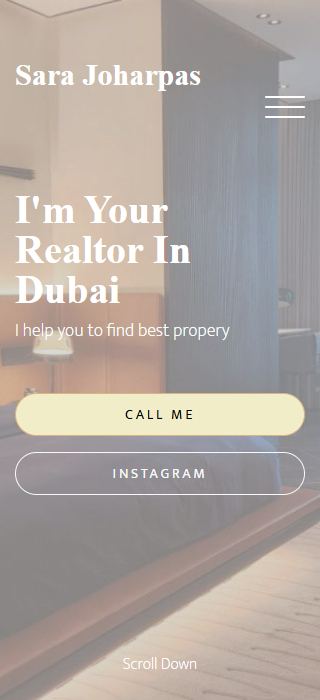 Sara Joharpas
I'm Your
Realtor In
Dubai
I help you to find best propery
CALL ME
INSTAGRAM
Scroll Down